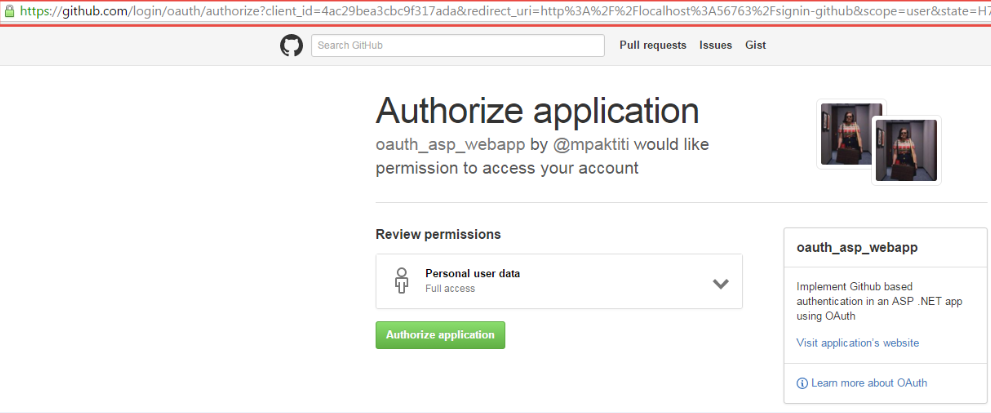 https://github.com/login/oauth/authorize?client_id=4ac29bea3cbc9f317ada&redirect_uri=http%3A%2F%2Flocalhost%3A56763%2Fsignin-github&scope=user&state=H7
Search GitHub
Pull requests
Issues
Gist
Authorize application
oauth_asp_webapp by @mpaktiti would like
permission to access your account
Review permissions
Personal user data
Full access
Authorize application
oauth_asp_webapp
Implement Github based
authentication in an ASP .NET app
using OAuth
Visit application's website
Learn more about OAuth